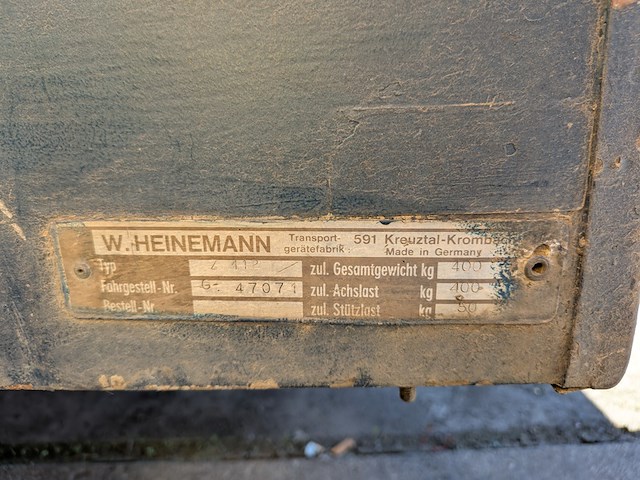 W. HEINEMANN Transport- gerätefabrik 591 Kreuztal-Krombach Made in Germany
Typ Z 412 zul. Gesamtgewicht kg 400
Fahrgestell-Nr. G- 47071 zul. Achslast kg 400
Bestell-Nr. zul. Stützlast kg 50